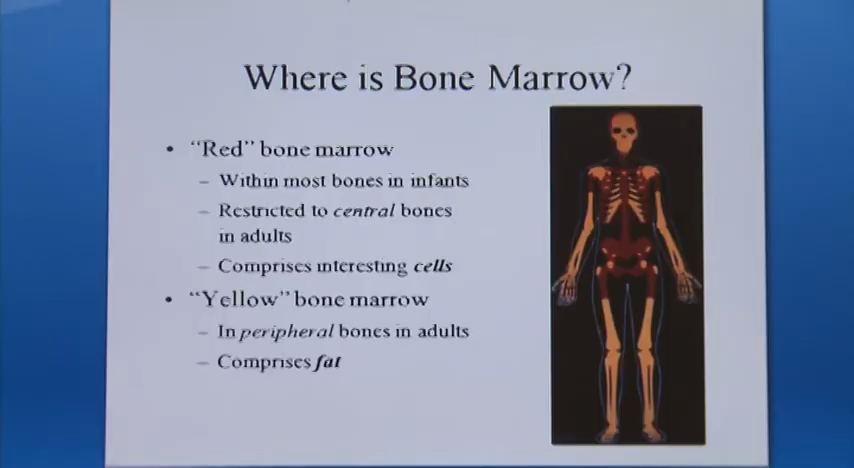 Where is Bone Marrow?
• “Red” bone marrow
– Within most bones in infants
– Restricted to central bones
in adults
– Comprises interesting cells
• “Yellow” bone marrow
– In peripheral bones in adults
– Comprises fat